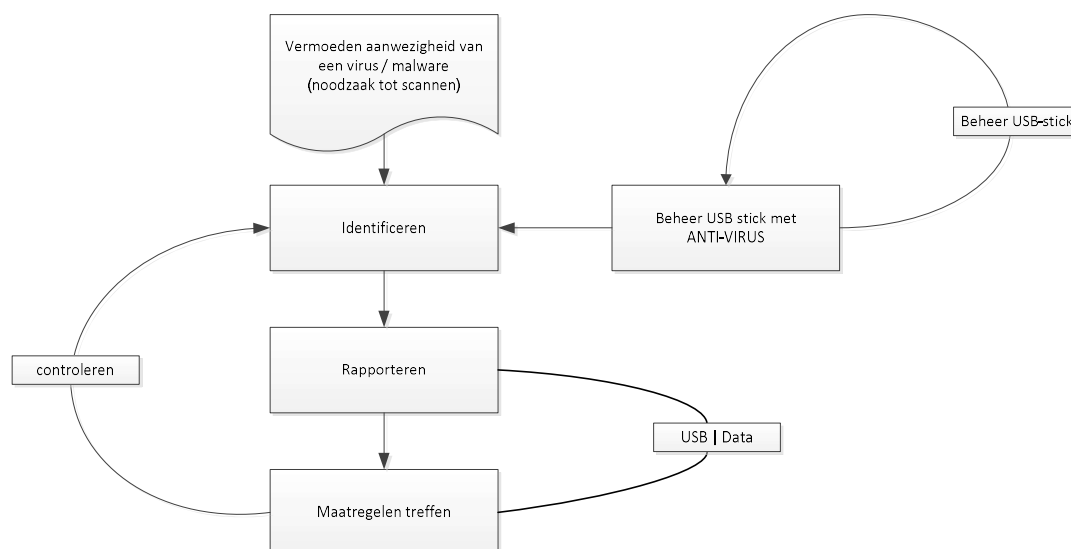 Vermoeden aanwezigheid van
een virus / malware
(noodzaak tot scannen)
Beheer USB-stick
Identificeren
Beheer USB stick met
ANTI-VIRUS
controleren
Rapporteren
USB | Data
Maatregelen treffen